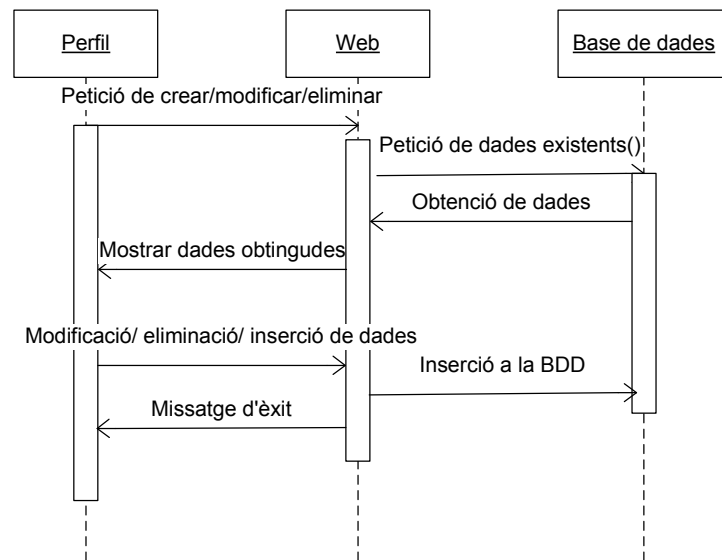 Perfil
Web
Base de dades
Petició de crear/modificar/eliminar
Petició de dades existents()
Obtenció de dades
Mostrar dades obtingudes
Modificació/ eliminació/ inserció de dades
Inserció a la BDD
Missatge d'èxit